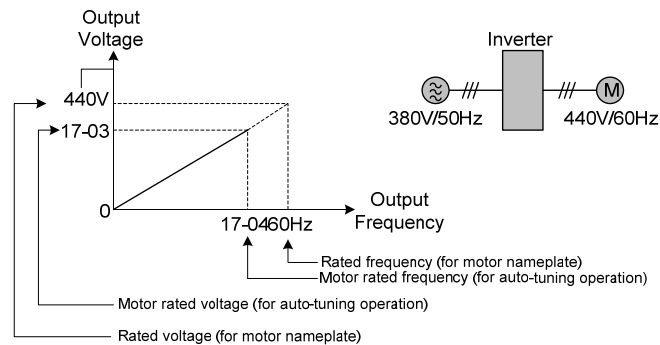 Output
Voltage
Inverter
440V
17-03
M
380V/50Hz
440V/60Hz
0
17-04
60Hz
Output
Frequency
Rated frequency (for motor nameplate)
Motor rated frequency (for auto-tuning operation)
Motor rated voltage (for auto-tuning operation)
Rated voltage (for motor nameplate)